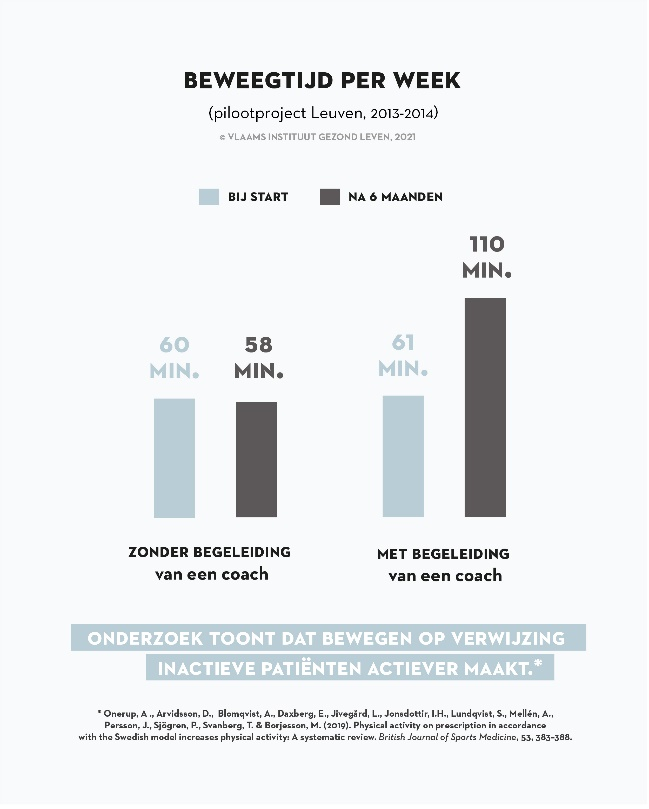 BEWEEGTIJD PER WEEK
(pilootproject Leuven, 2013-2014)
© VLAAMS INSTITUUT GEZOND LEVEN, 2021
BIJ START
NA 6 MAANDEN
60
MIN.
58
MIN.
61
MIN.
110
MIN.
ZONDER BEGELEIDING
van een coach
MET BEGELEIDING
van een coach
ONDERZOEK TOONT DAT BEWEGEN OP VERWIJZING
INACTIEVE PATIËNTEN ACTIEVER MAAKT.*
* Onerup, A., Arvidsson, D., Blomqvist, A., Daxberg, E., Jivegård, L., Jonsdottir, I.H., Lundqvist, S., Mellén, A.,
Persson, J., Sjögren, P., Svanberg, T. & Borjesson, M. (2019). Physical activity on prescription in accordance
with the Swedish model increases physical activity: A systematic review. British Journal of Sports Medicine, 53, 383–388.